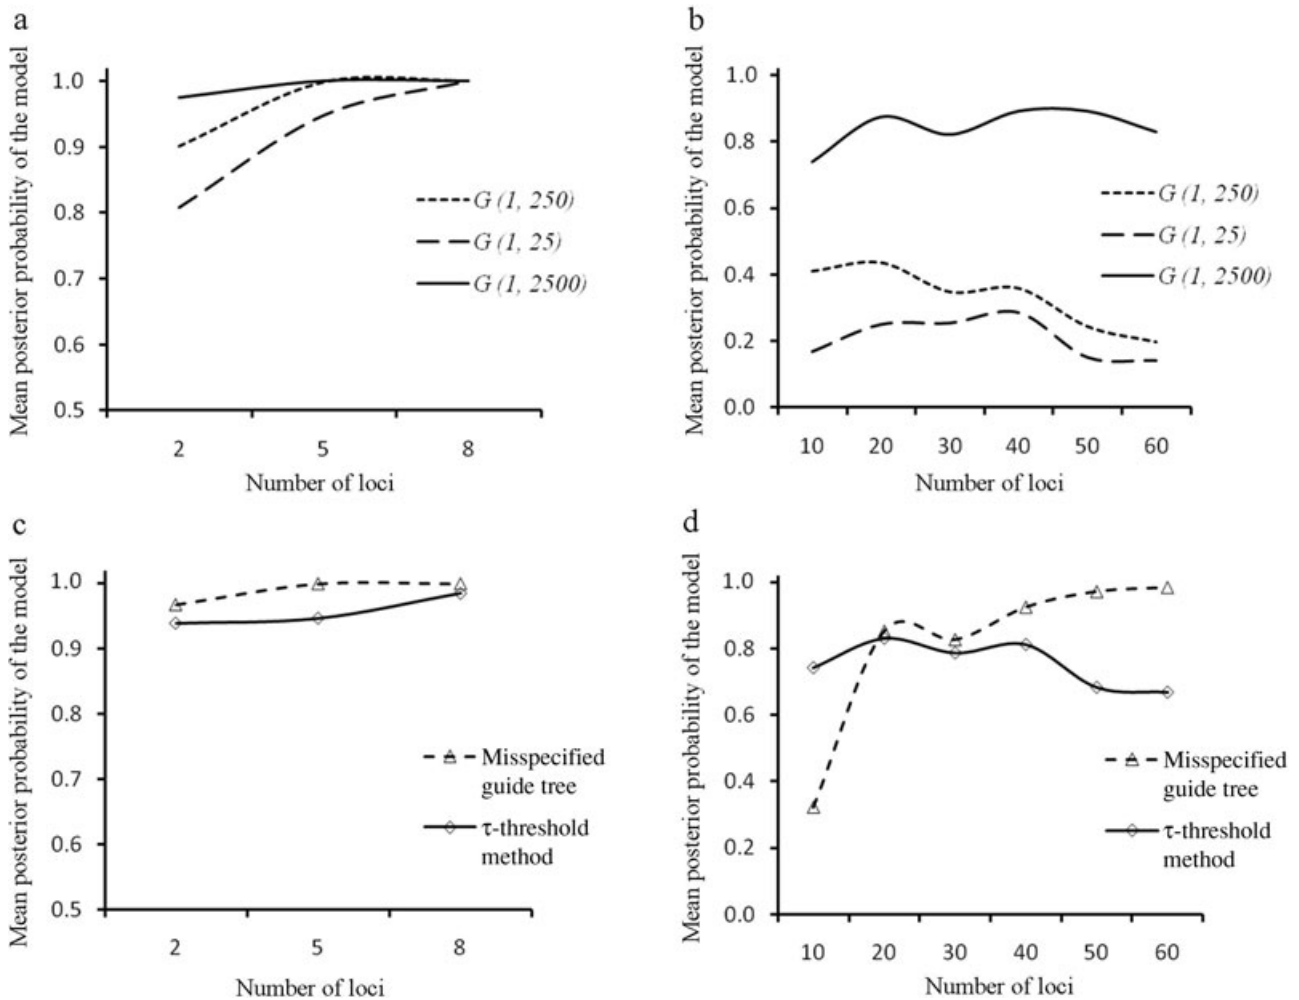 a
Mean posterior probability of the model
1.0
0.9
0.8
0.7
0.6
0.5
2
5
8
Number of loci
G (1, 250)
G (1, 25)
G (1, 2500)
b
Mean posterior probability of the model
1.0
0.8
0.6
0.4
0.2
0.0
10
20
30
40
50
60
Number of loci
G (1, 250)
G (1, 25)
G (1, 2500)
c
Mean posterior probability of the model
1.0
0.9
0.8
0.7
0.6
0.5
2
5
8
Number of loci
Misspecified
guide tree
τ-threshold
method
d
Mean posterior probability of the model
1.0
0.8
0.6
0.4
0.2
0.0
10
20
30
40
50
60
Number of loci
Misspecified
guide tree
τ-threshold
method